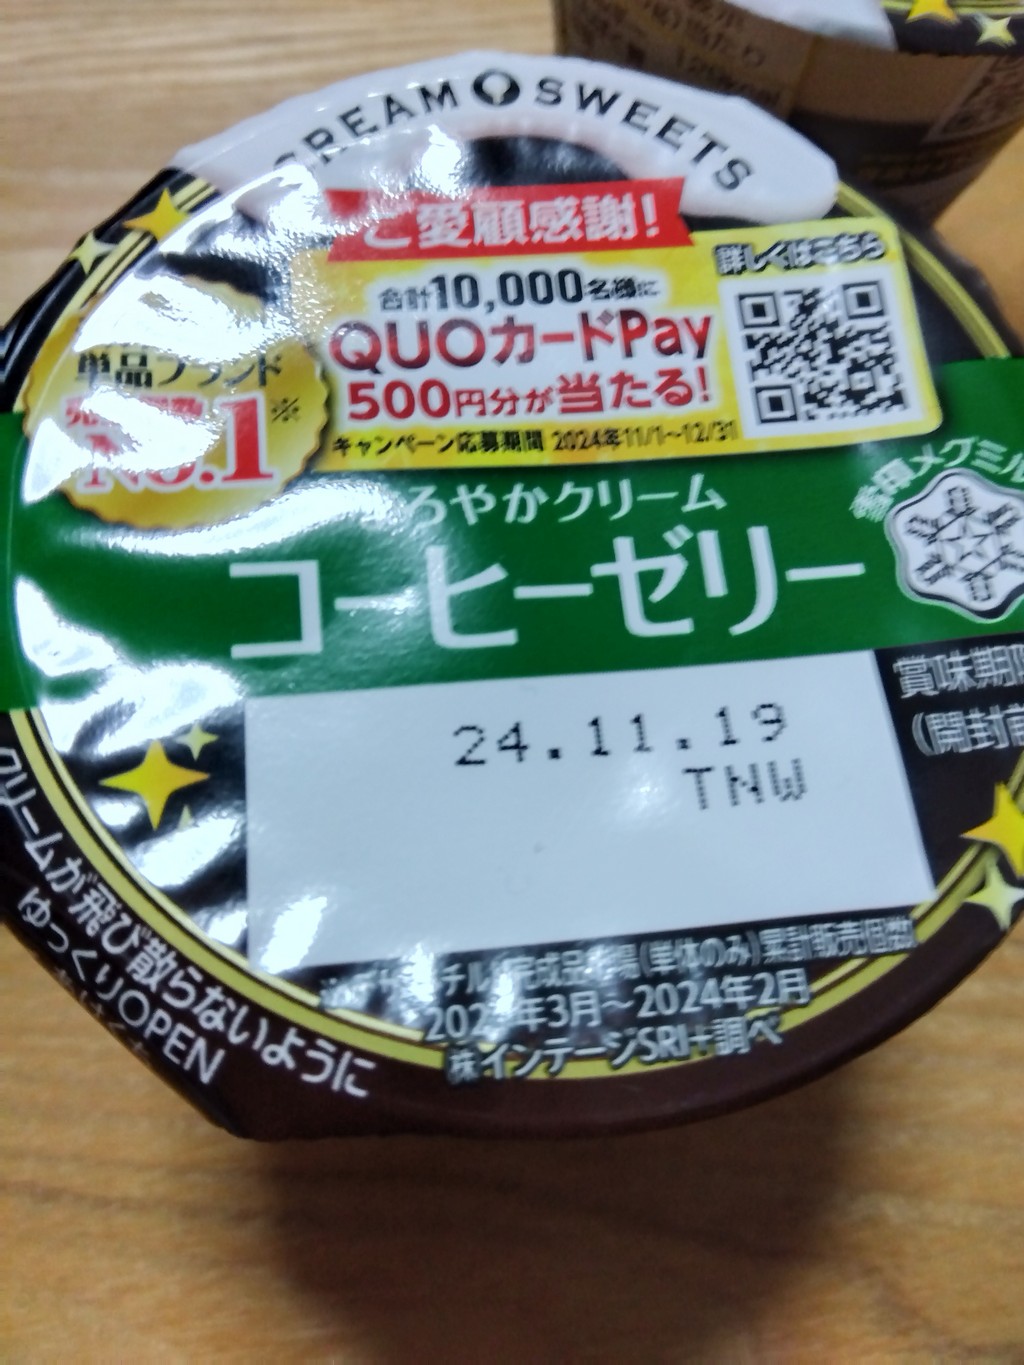 CREAM SWEETS
ご愛顧感謝!
詳しくはこちら
合計10,000名様に
QUOカードPay
500円分が当たる!
キャンペーン応募期間 2024年11/1~12/31
単品ブランド
No.1※
まろやかクリーム
コーヒーゼリー
雪印メグミル
賞味期限
(開封前
24.11.19
TNW
(単体のみ)累計販売個数
年3月~2024年2月
㈱インテージSRI+調べ
クリームが飛び散らないように
ゆっくりOPEN